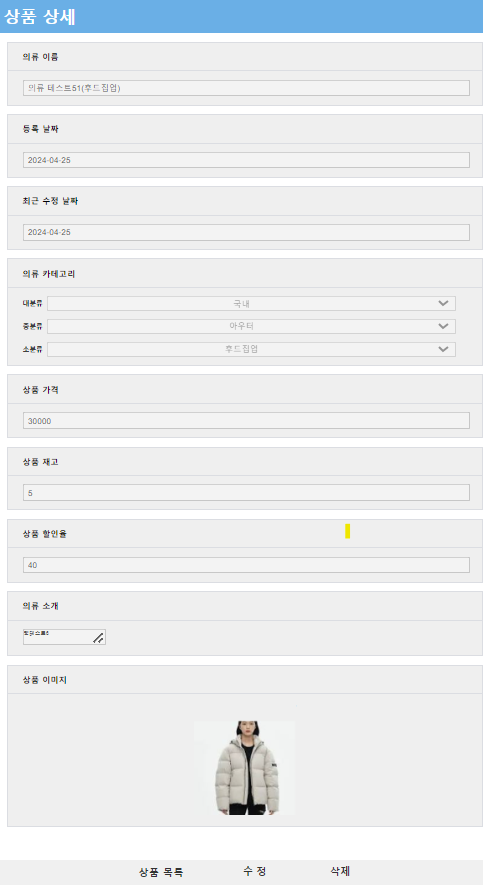 상품 상세
의류 이름
의류 테스트51(후드집업)
등록 날짜
2024-04-25
최근 수정 날짜
2024-04-25
의류 카테고리
대분류 국내
중분류 아우터
소분류 후드집업
상품 가격
30000
상품 재고
5
상품 할인율
40
의류 소개
상품 이미지
상품 목록 수 정 삭제